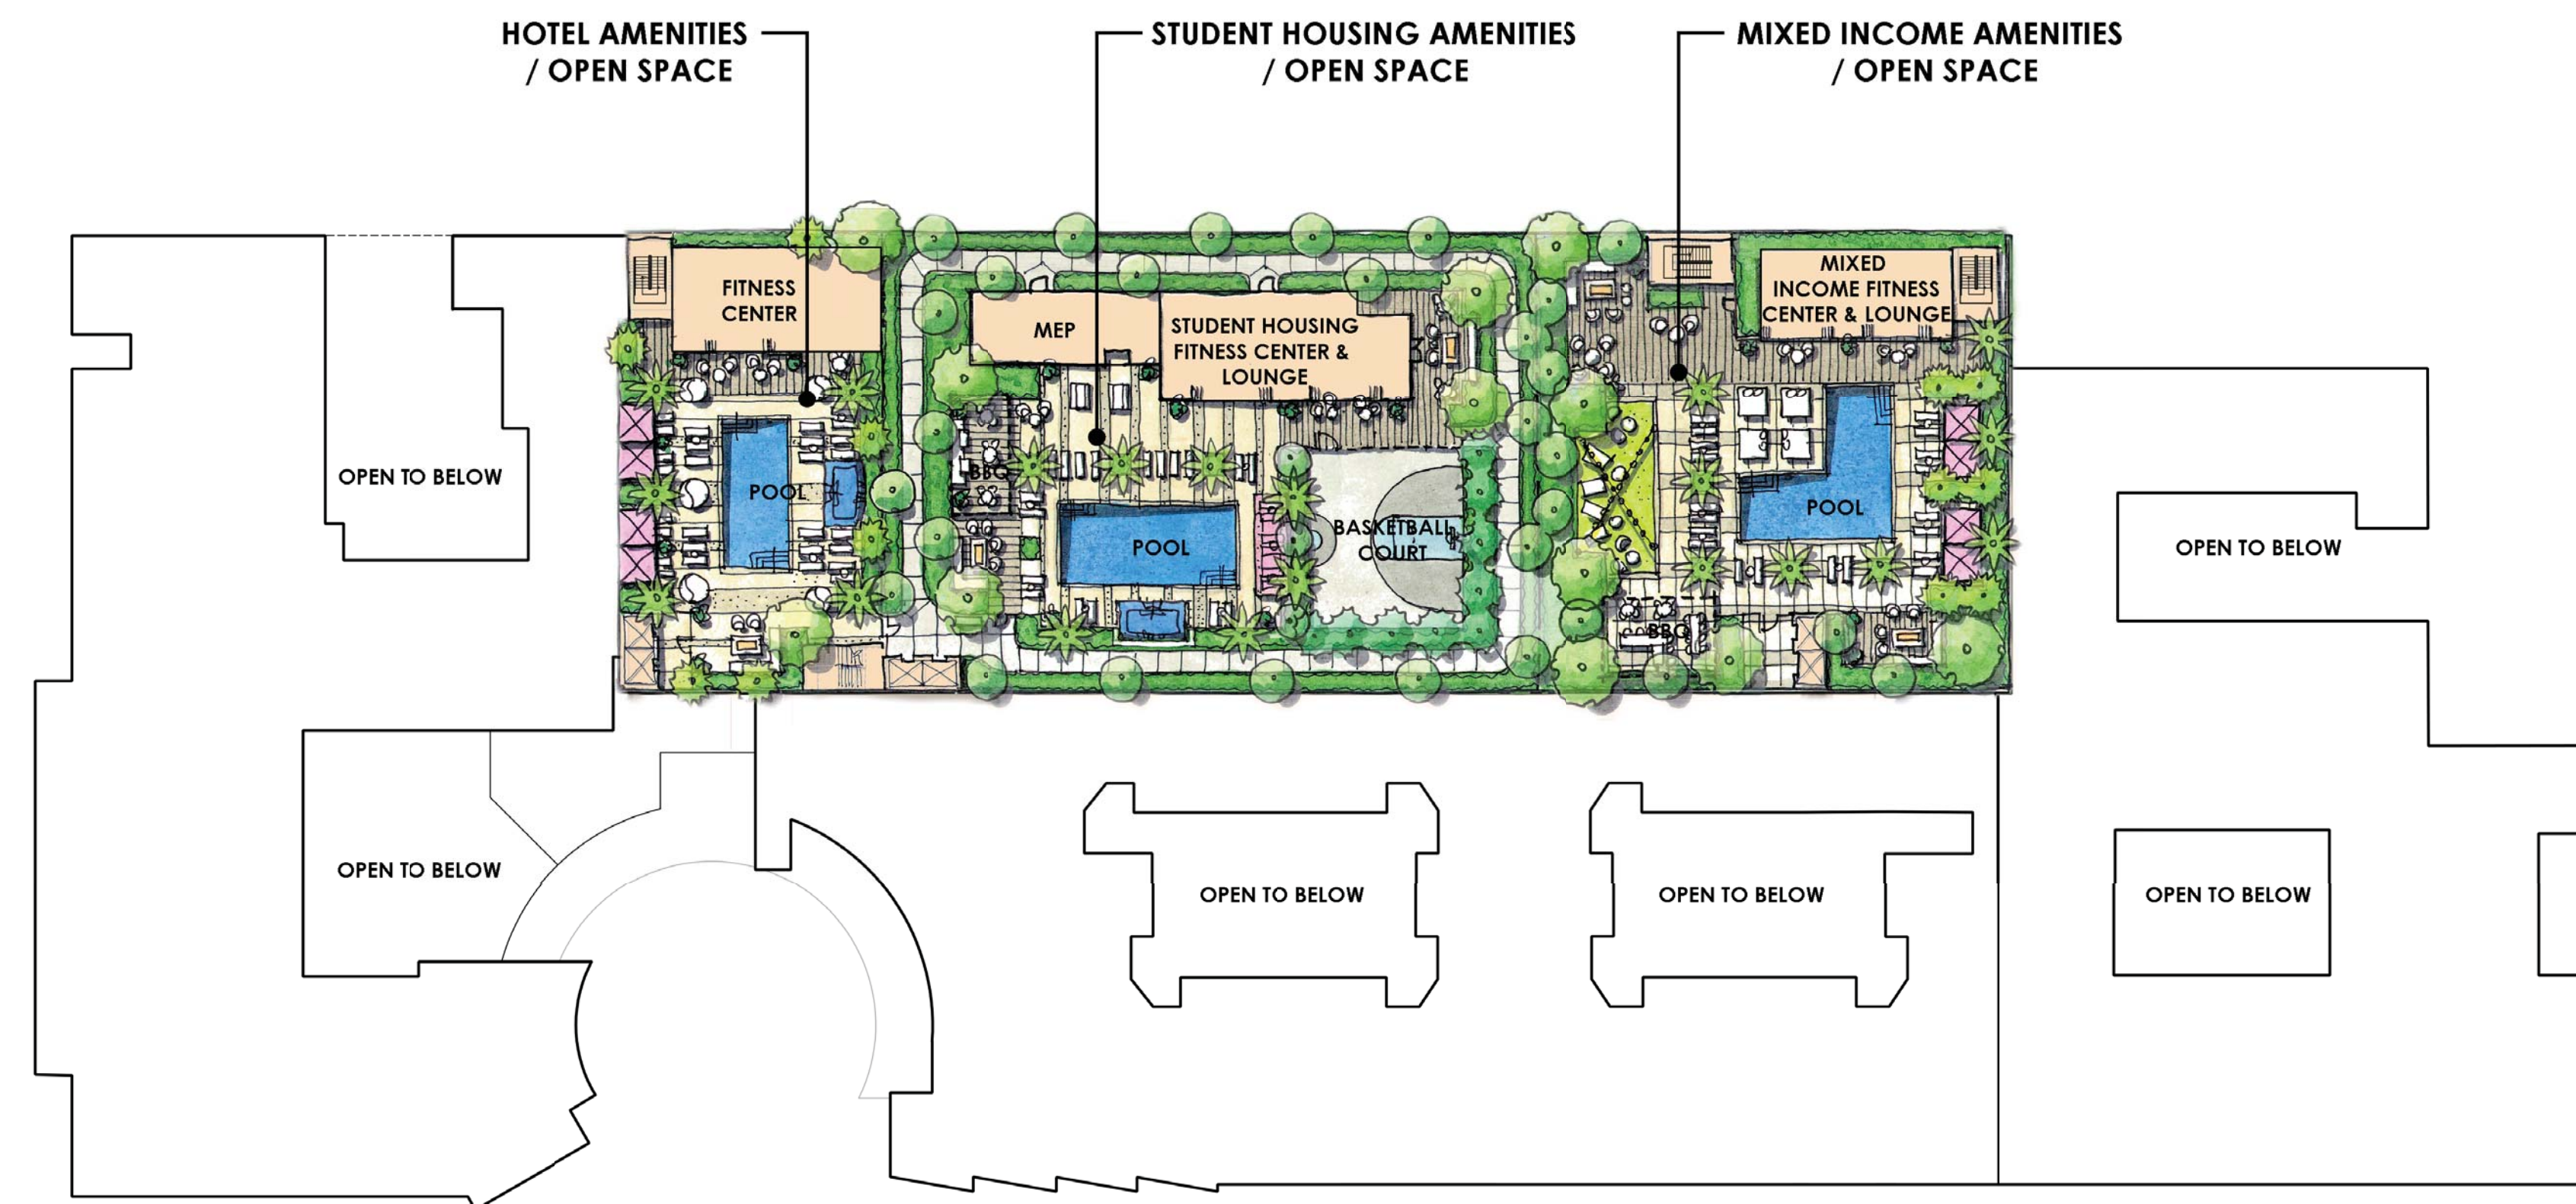 HOTEL AMENITIES
/ OPEN SPACE
STUDENT HOUSING AMENITIES
/ OPEN SPACE
MIXED INCOME AMENITIES
/ OPEN SPACE
FITNESS
CENTER
MEP
STUDENT HOUSING
FITNESS CENTER &
LOUNGE
MIXED
INCOME FITNESS
CENTER & LOUNGE
OPEN TO BELOW
POOL
BBQ
POOL
BASKETBALL
COURT
POOL
BBQ
OPEN TO BELOW
OPEN TO BELOW
OPEN TO BELOW
OPEN TO BELOW
OPEN TO BELOW